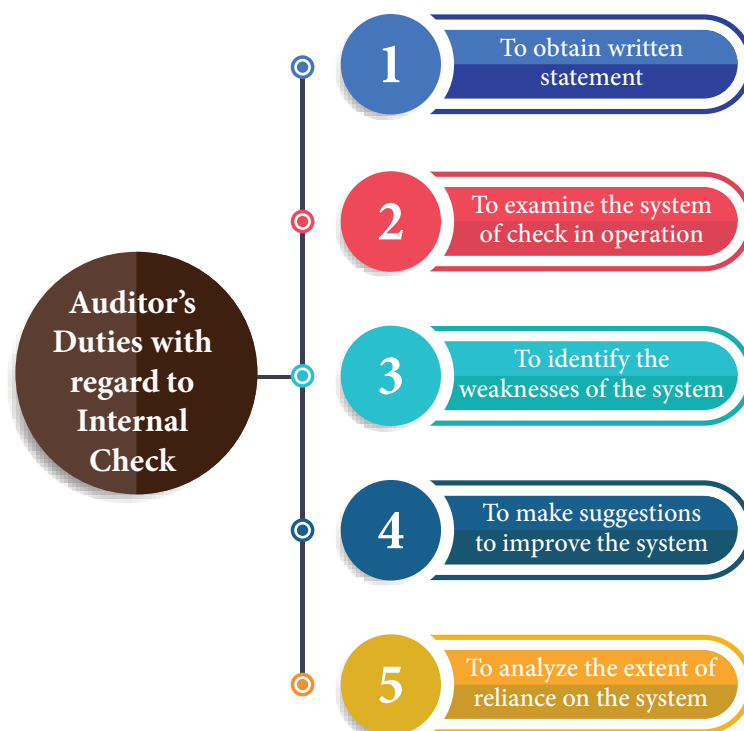 Auditor's
Duties with
regard to
Internal
Check
1
To obtain written
statement
2
To examine the system
of check in operation
3
To identify the
weaknesses of the system
4
To make suggestions
to improve the system
5
To analyze the extent of
reliance on the system